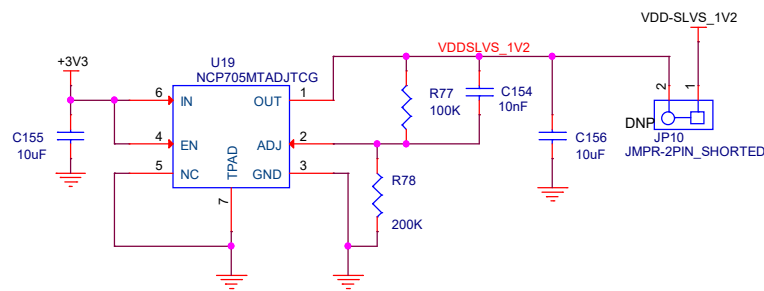 VDD-SLVS_1V2
+3V3
U19
NCP705MTADJTCG
VDDSLVS_1V2
6
IN
OUT
1
R77
100K
C154
10nF
2
1
C155
10uF
4
EN
ADJ
2
C156
10uF
DNP
JP10
JMPR-2PIN_SHORTED
5
NC
TPAD
GND
3
R78
200K
7